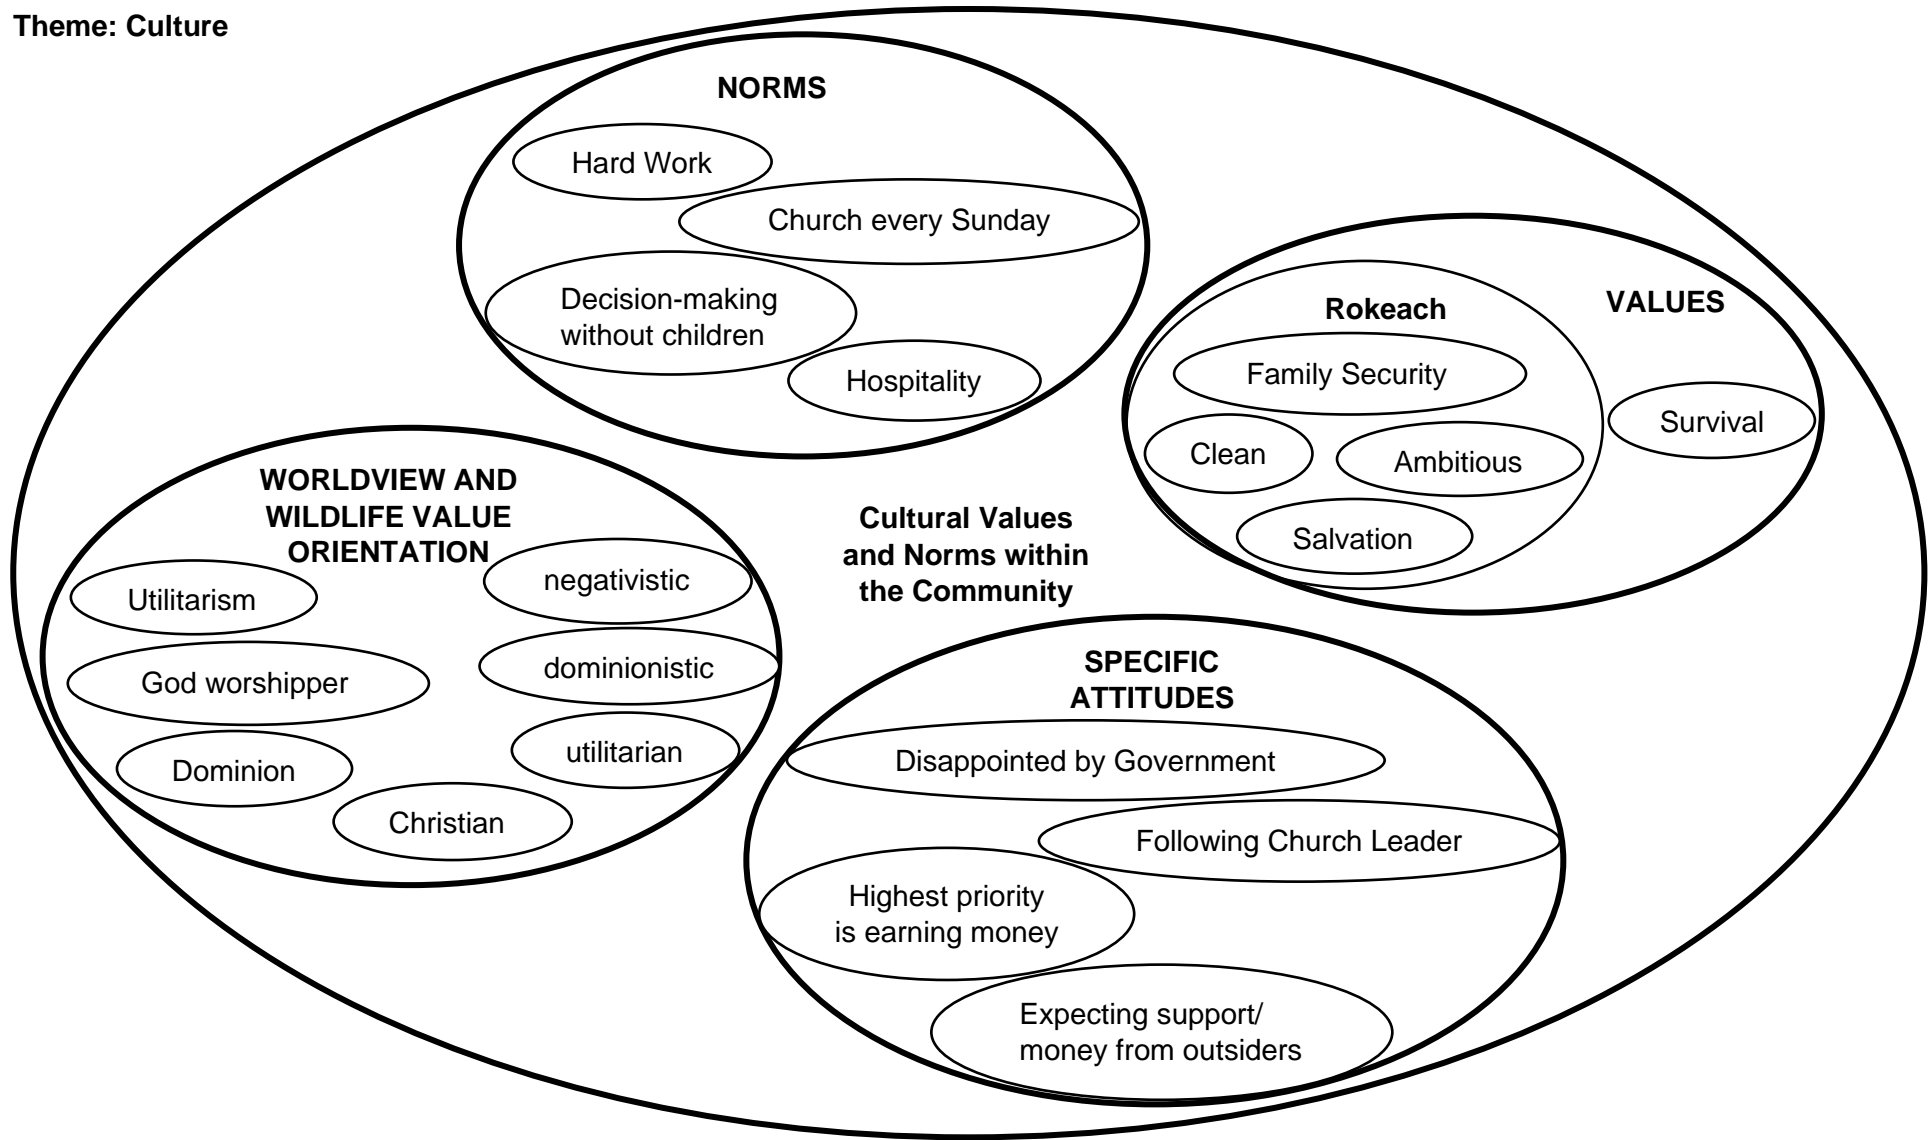 Theme: Culture
NORMS
Hard Work
Church every Sunday
Decision-making
without children
Hospitality
VALUES
Rokeach
Family Security
Clean
Ambitious
Salvation
Survival
WORLDVIEW AND
WILDLIFE VALUE
ORIENTATION
Utilitarism
negativistic
God worshipper
dominionistic
Dominion
utilitarian
Christian
Cultural Values
and Norms within
the Community
SPECIFIC
ATTITUDES
Disappointed by Government
Following Church Leader
Highest priority
is earning money
Expecting support/
money from outsiders